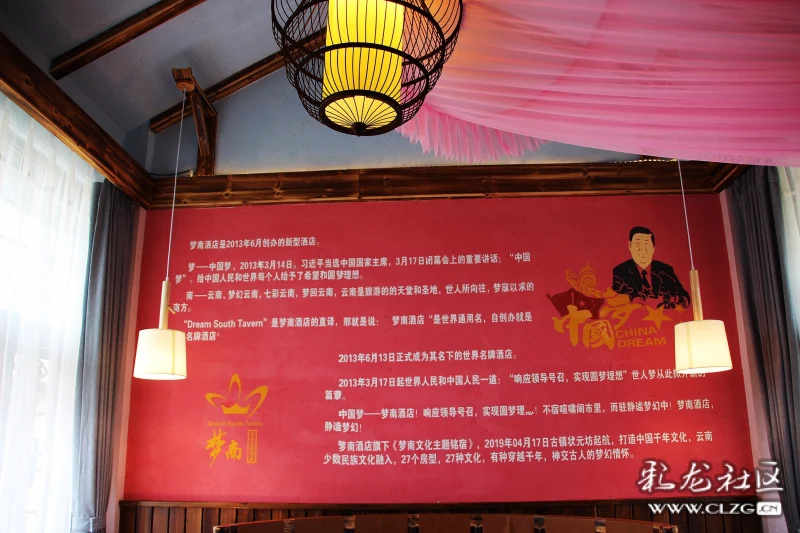 梦南酒店是2013年6月创办的新型酒店。
梦——中国梦，2013年3月14日。习近平当选中国国家主席，3月17日闭幕会上的重要讲话：“中国
梦”。给中国人民和世界每个人给予了希望和圆梦理想。
南——云南，梦幻云南，七彩云南，梦回云南，云南是旅游的的天堂和圣地，世人所向往，梦寐以求的
南方。
“Dream South Tavern”是梦南酒店的直译，那就是说： 梦南酒店“是世界通用名，自创办就是
名牌酒店。
2013年6月13日正式成为其名下的世界名牌酒店。
2013年3月17日起世界人民和中国人民一道：“响应领导号召，实现圆梦理想”世人梦从此
篇章。
中国梦——梦南酒店！响应领导号召，实现圆梦理 ！不宿喧啸闹市里，而驻静谧梦幻中！梦南酒店，
静谧梦幻！
梦南酒店旗下《梦南文化主题铭宿》，2019年04月17日古镇状元坊起航，打造中国千年文化，云南
少数民族文化融入，27个房型，27种文化，有种穿越千年，神交古人的梦幻情怀。
中國梦
CHINA
DREAM
Dream South Tavern
梦南
彩龙社区
WWW.CLZG.CN